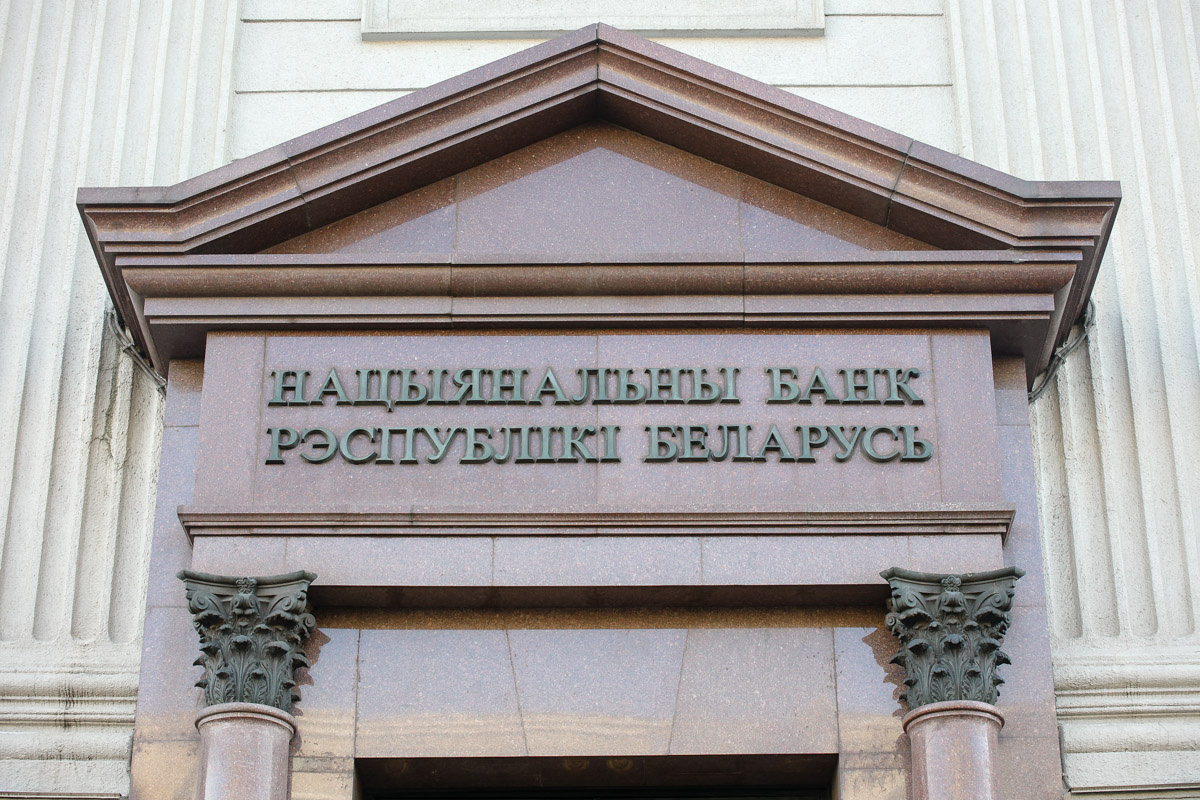 НАЦЫЯНАЛЬНЫ БАНК
РЭСПУБЛІКІ БЕЛАРУСЬ